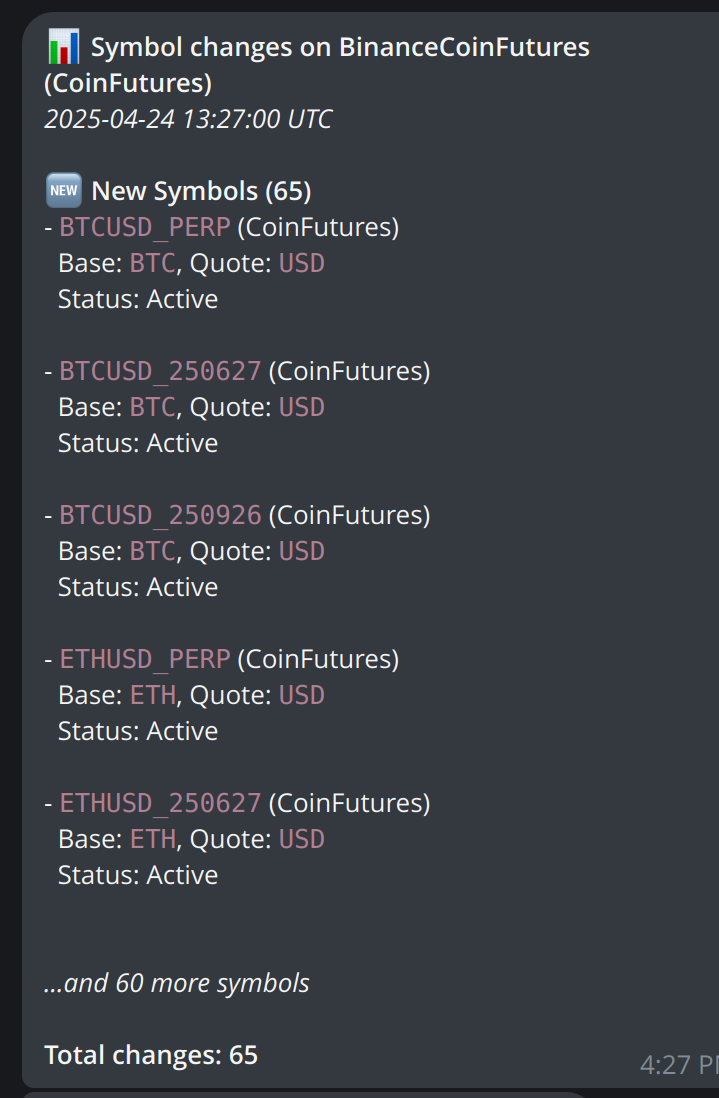 📊 Symbol changes on BinanceCoinFutures
(CoinFutures)
2025-04-24 13:27:00 UTC
🆕 New Symbols (65)
- BTCUSD_PERP (CoinFutures)
Base: BTC, Quote: USD
Status: Active
- BTCUSD_250627 (CoinFutures)
Base: BTC, Quote: USD
Status: Active
- BTCUSD_250926 (CoinFutures)
Base: BTC, Quote: USD
Status: Active
- ETHUSD_PERP (CoinFutures)
Base: ETH, Quote: USD
Status: Active
- ETHUSD_250627 (CoinFutures)
Base: ETH, Quote: USD
Status: Active
...and 60 more symbols
Total changes: 65
4:27 P